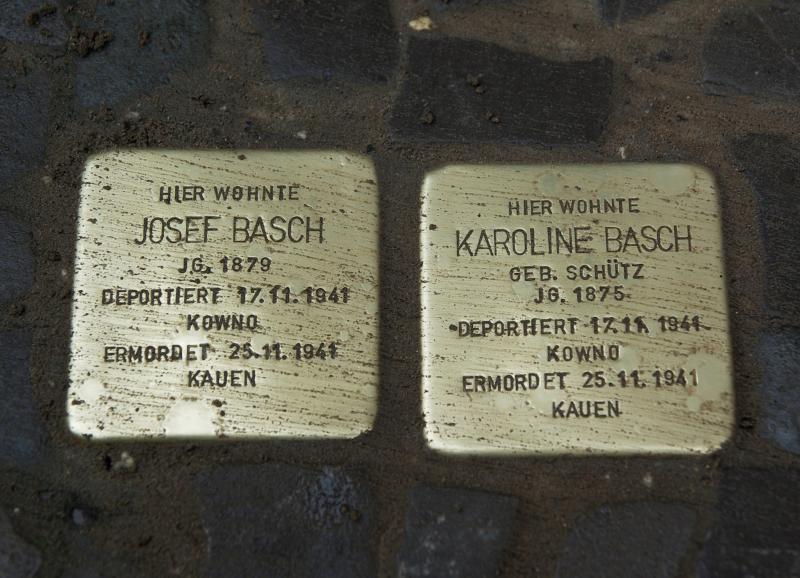 HIER WOHNTE
JOSEF BASCH
JG. 1879
DEPORTIERT 17.11.1941
KOWNO
ERMORDET 25.11.1941
KAUEN
HIER WOHNTE
KAROLINE BASCH
GEB. SCHÜTZ
JG. 1875
DEPORTIERT 17.11.1941
KOWNO
ERMORDET 25.11.1941
KAUEN